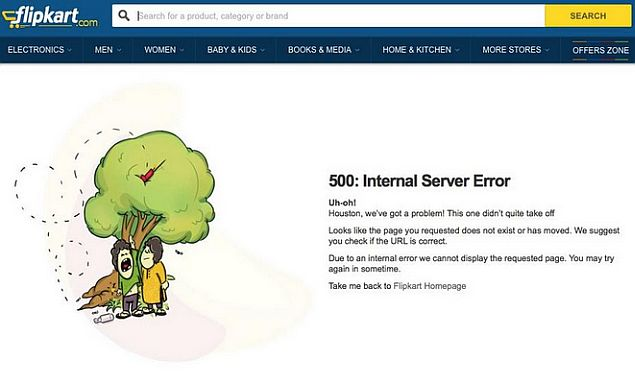 flipkart.com
Search for a product, category or brand
SEARCH
ELECTRONICS MEN WOMEN BABY & KIDS BOOKS & MEDIA HOME & KITCHEN MORE STORES OFFERS ZONE
500: Internal Server Error
Uh-oh!
Houston, we've got a problem! This one didn't quite take off
Looks like the page you requested does not exist or has moved. We suggest
you check if the URL is correct.
Due to an internal error we cannot display the requested page. You may try
again in sometime.
Take me back to Flipkart Homepage